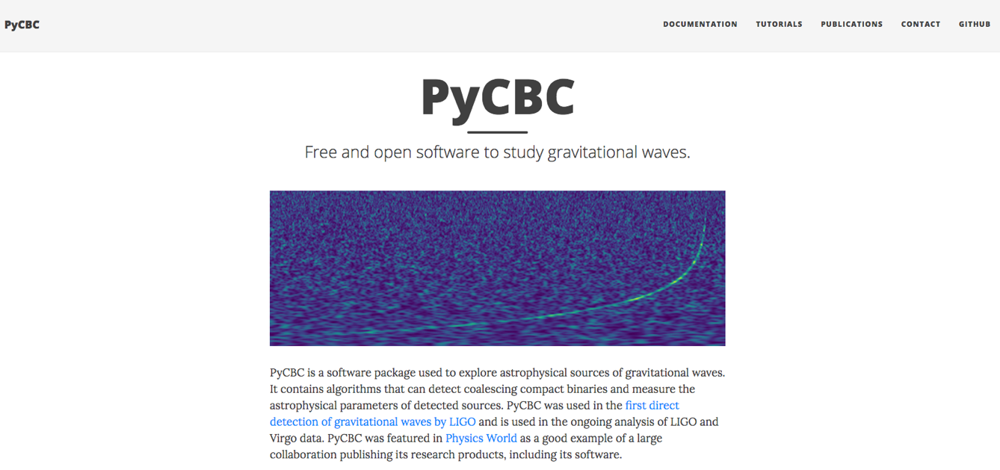 PyCBC
DOCUMENTATION TUTORIALS PUBLICATIONS CONTACT GITHUB
PyCBC
Free and open software to study gravitational waves.
PyCBC is a software package used to explore astrophysical sources of gravitational waves.
It contains algorithms that can detect coalescing compact binaries and measure the
astrophysical parameters of detected sources. PyCBC was used in the first direct
detection of gravitational waves by LIGO and is used in the ongoing analysis of LIGO and
Virgo data. PyCBC was featured in Physics World as a good example of a large
collaboration publishing its research products, including its software.